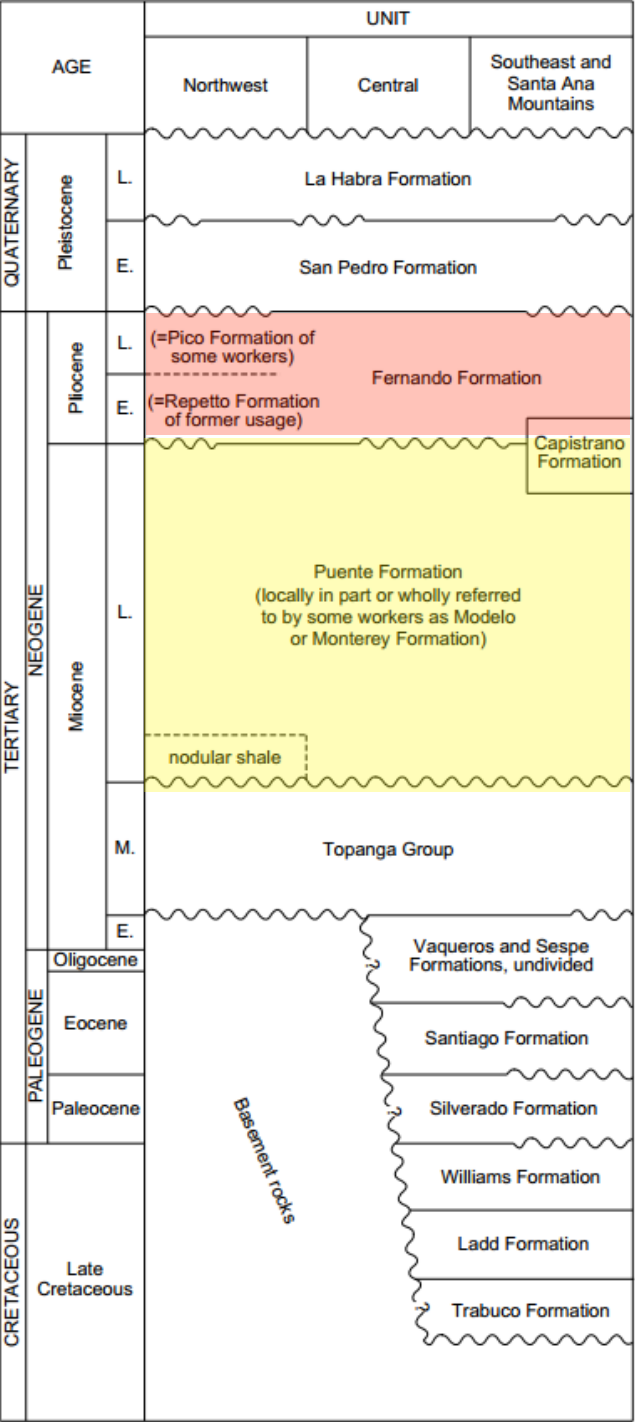 AGE
UNIT
Northwest
Central
Southeast and
Santa Ana
Mountains
QUATERNARY
Pleistocene
L.
La Habra Formation
E.
San Pedro Formation
TERTIARY
NEOGENE
Pliocene
L.
(=Pico Formation of
some workers)
Fernando Formation
E.
(=Repetto Formation
of former usage)
Capistrano
Formation
Miocene
L.
Puente Formation
(locally in part or wholly referred
to by some workers as Modelo
or Monterey Formation)
nodular shale
M.
Topanga Group
E.
Vaqueros and Sespe
Formations, undivided
?
PALEOGENE
Oligocene
Eocene
Santiago Formation
Paleocene
Silverado Formation
?
Basement rocks
CRETACEOUS
Late
Cretaceous
Williams Formation
Ladd Formation
Trabuco Formation
?